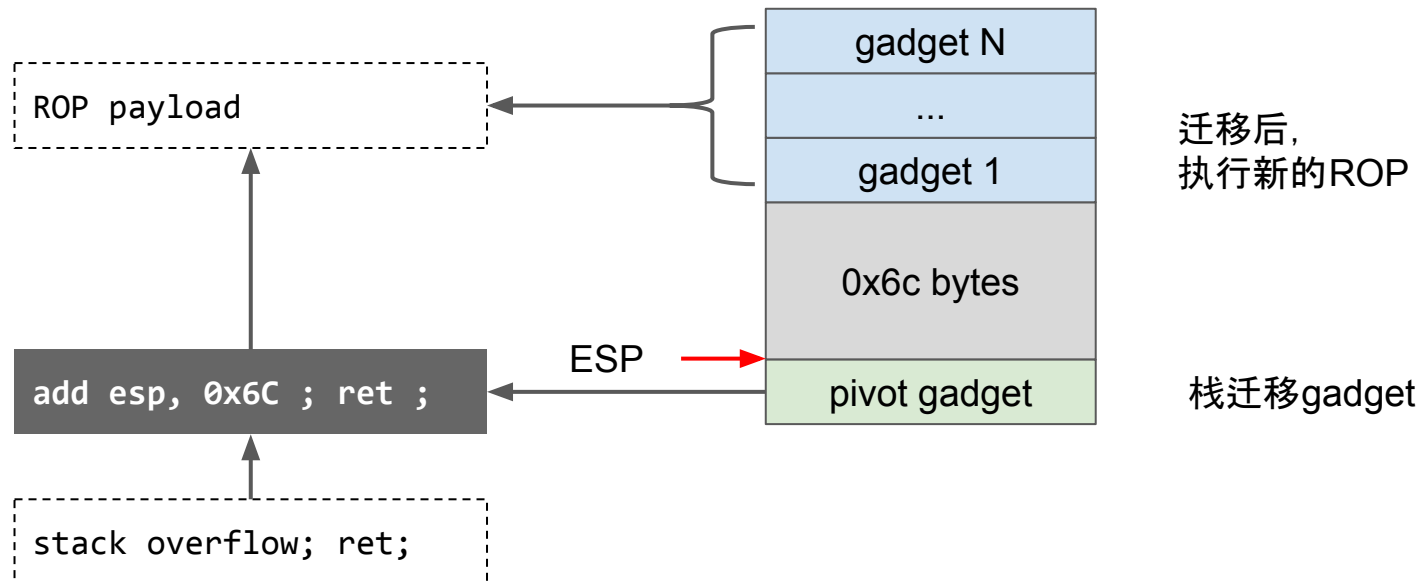 gadget N
ROP payload
...
迁移后,
执行新的ROP
gadget 1
0x6c bytes
ESP
add esp, 0x6C ; ret ;
pivot gadget
栈迁移gadget
stack overflow; ret;